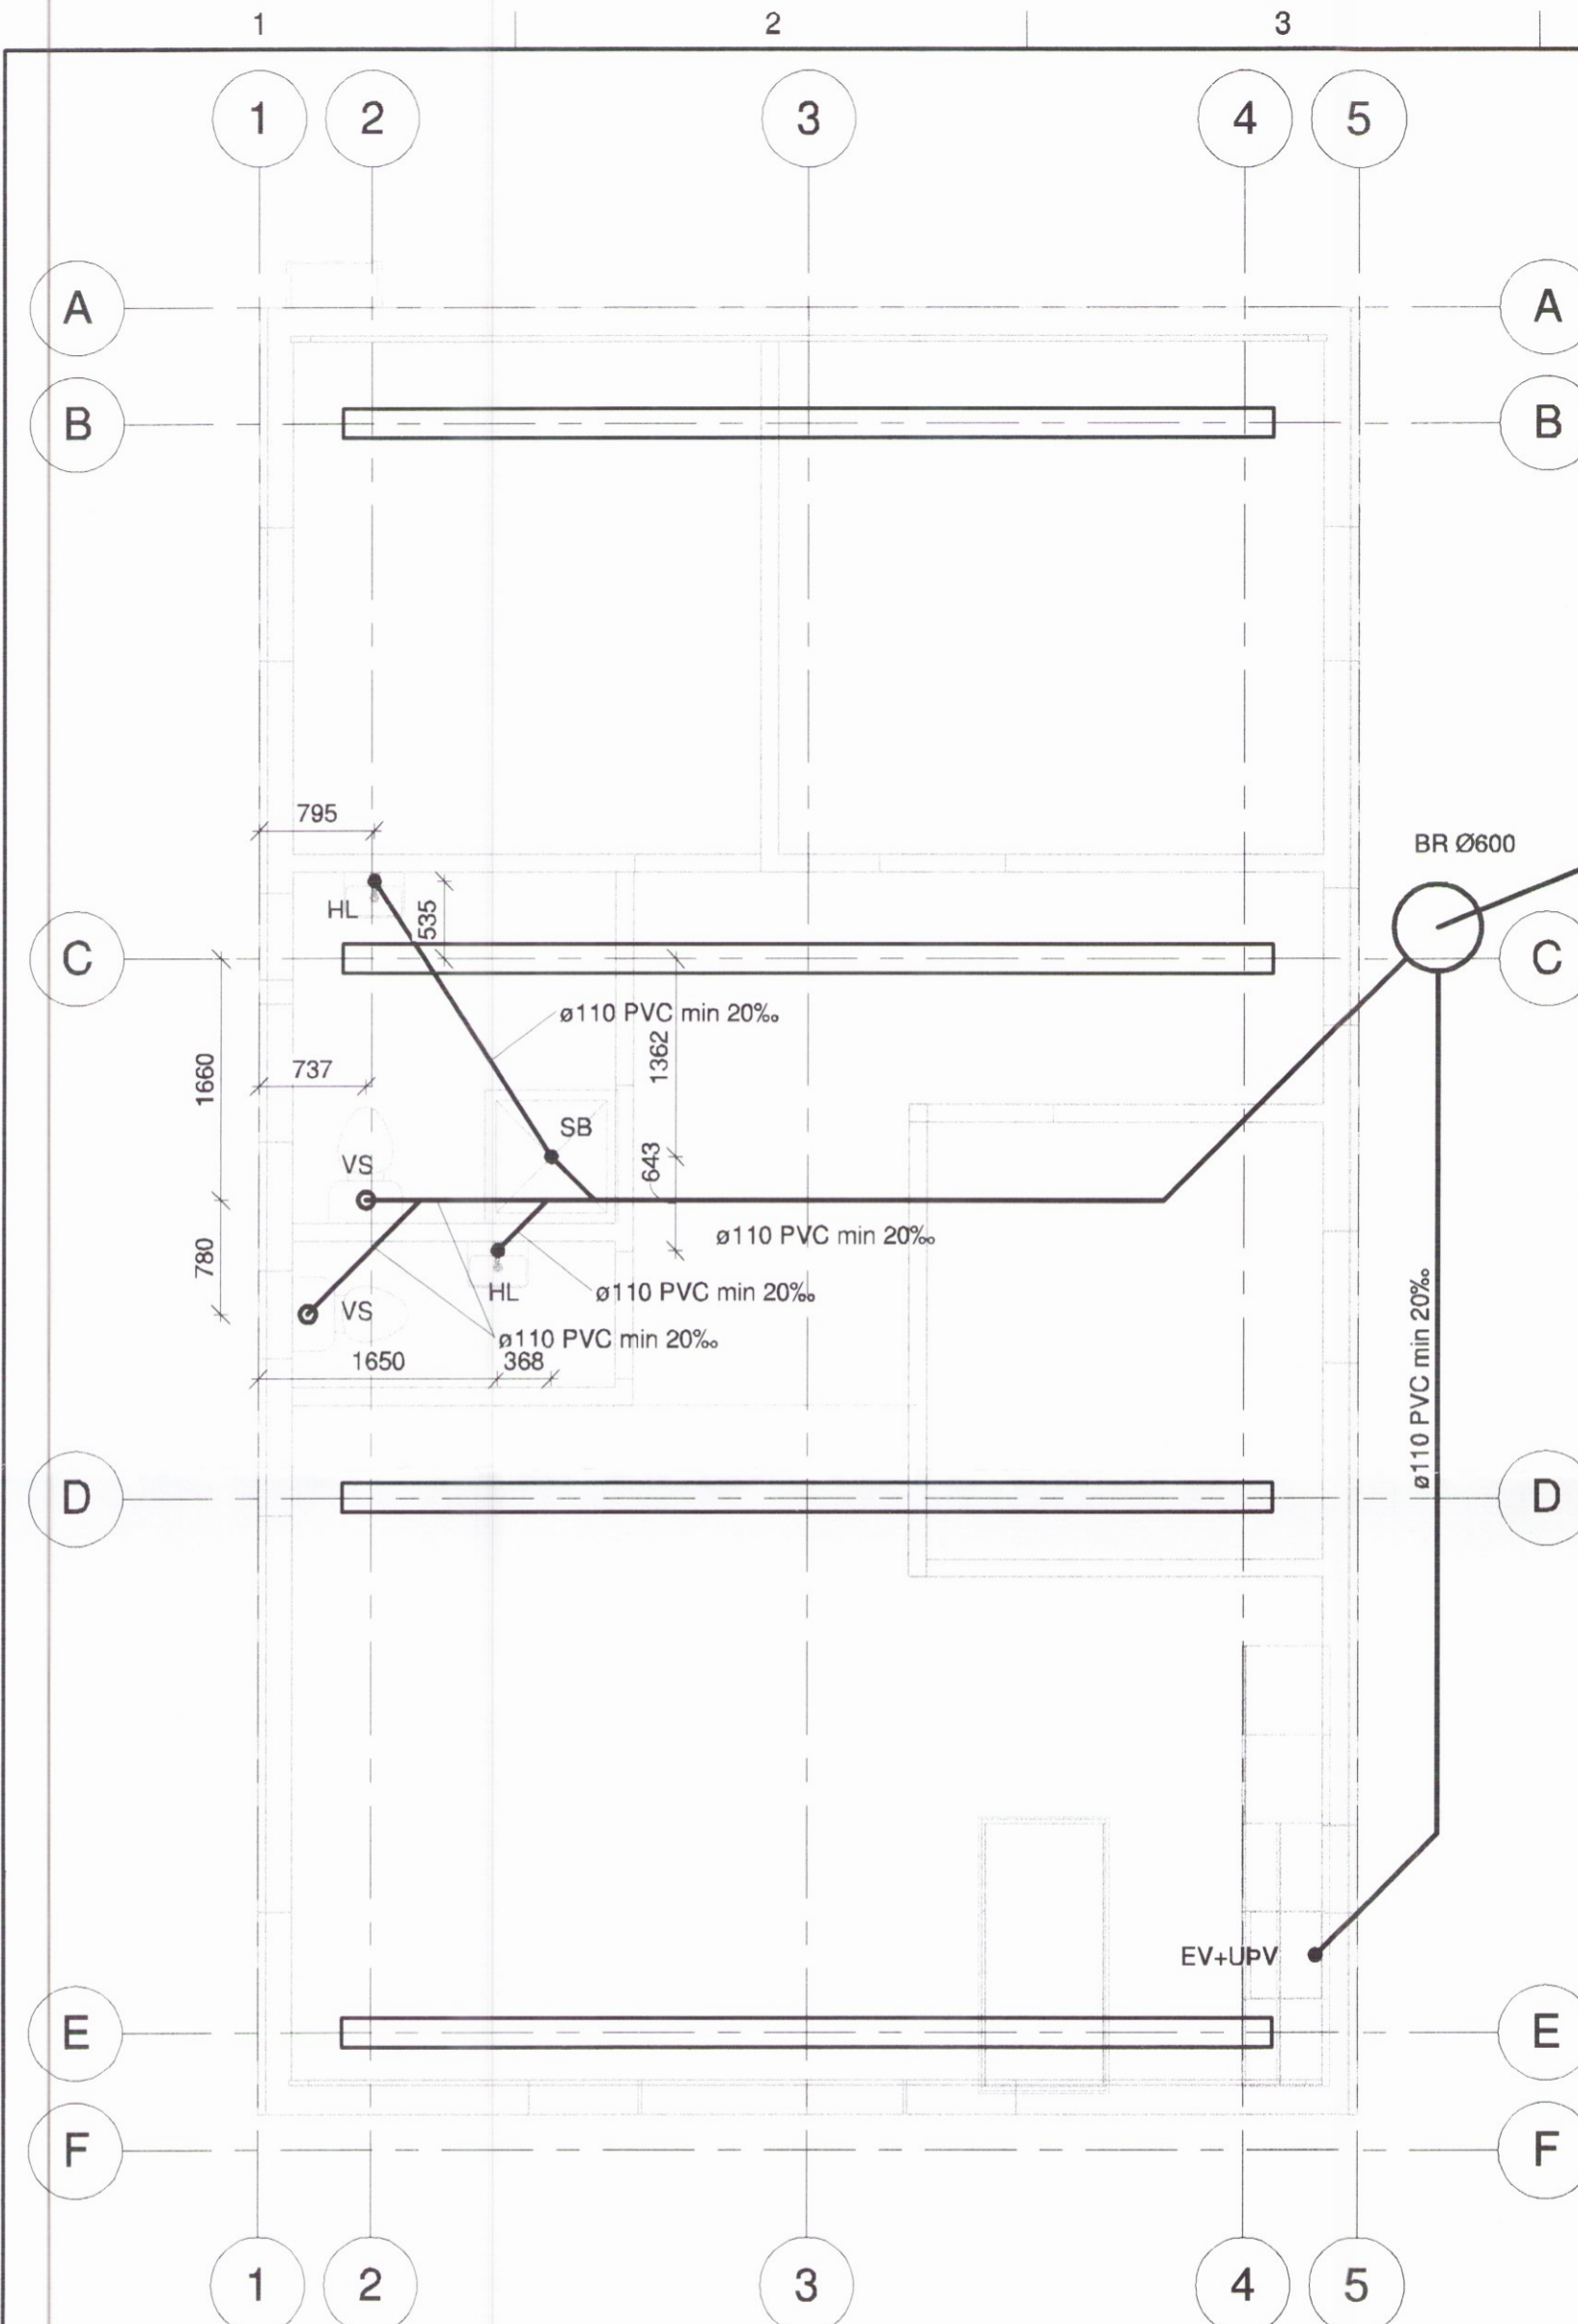 1 2 3
1 2 3 4 5
A A
B B
795
BR Ø600
HL
535
C C
ø110 PVC min 20‰
1362
1660
737
SB
643
VS
ø110 PVC min 20‰
780
HL
ø110 PVC min 20‰
VS
ø110 PVC min 20‰
1650 368
ø110 PVC min 20‰
D D
EV+UÞV
E E
F F
1 2 3 4 5